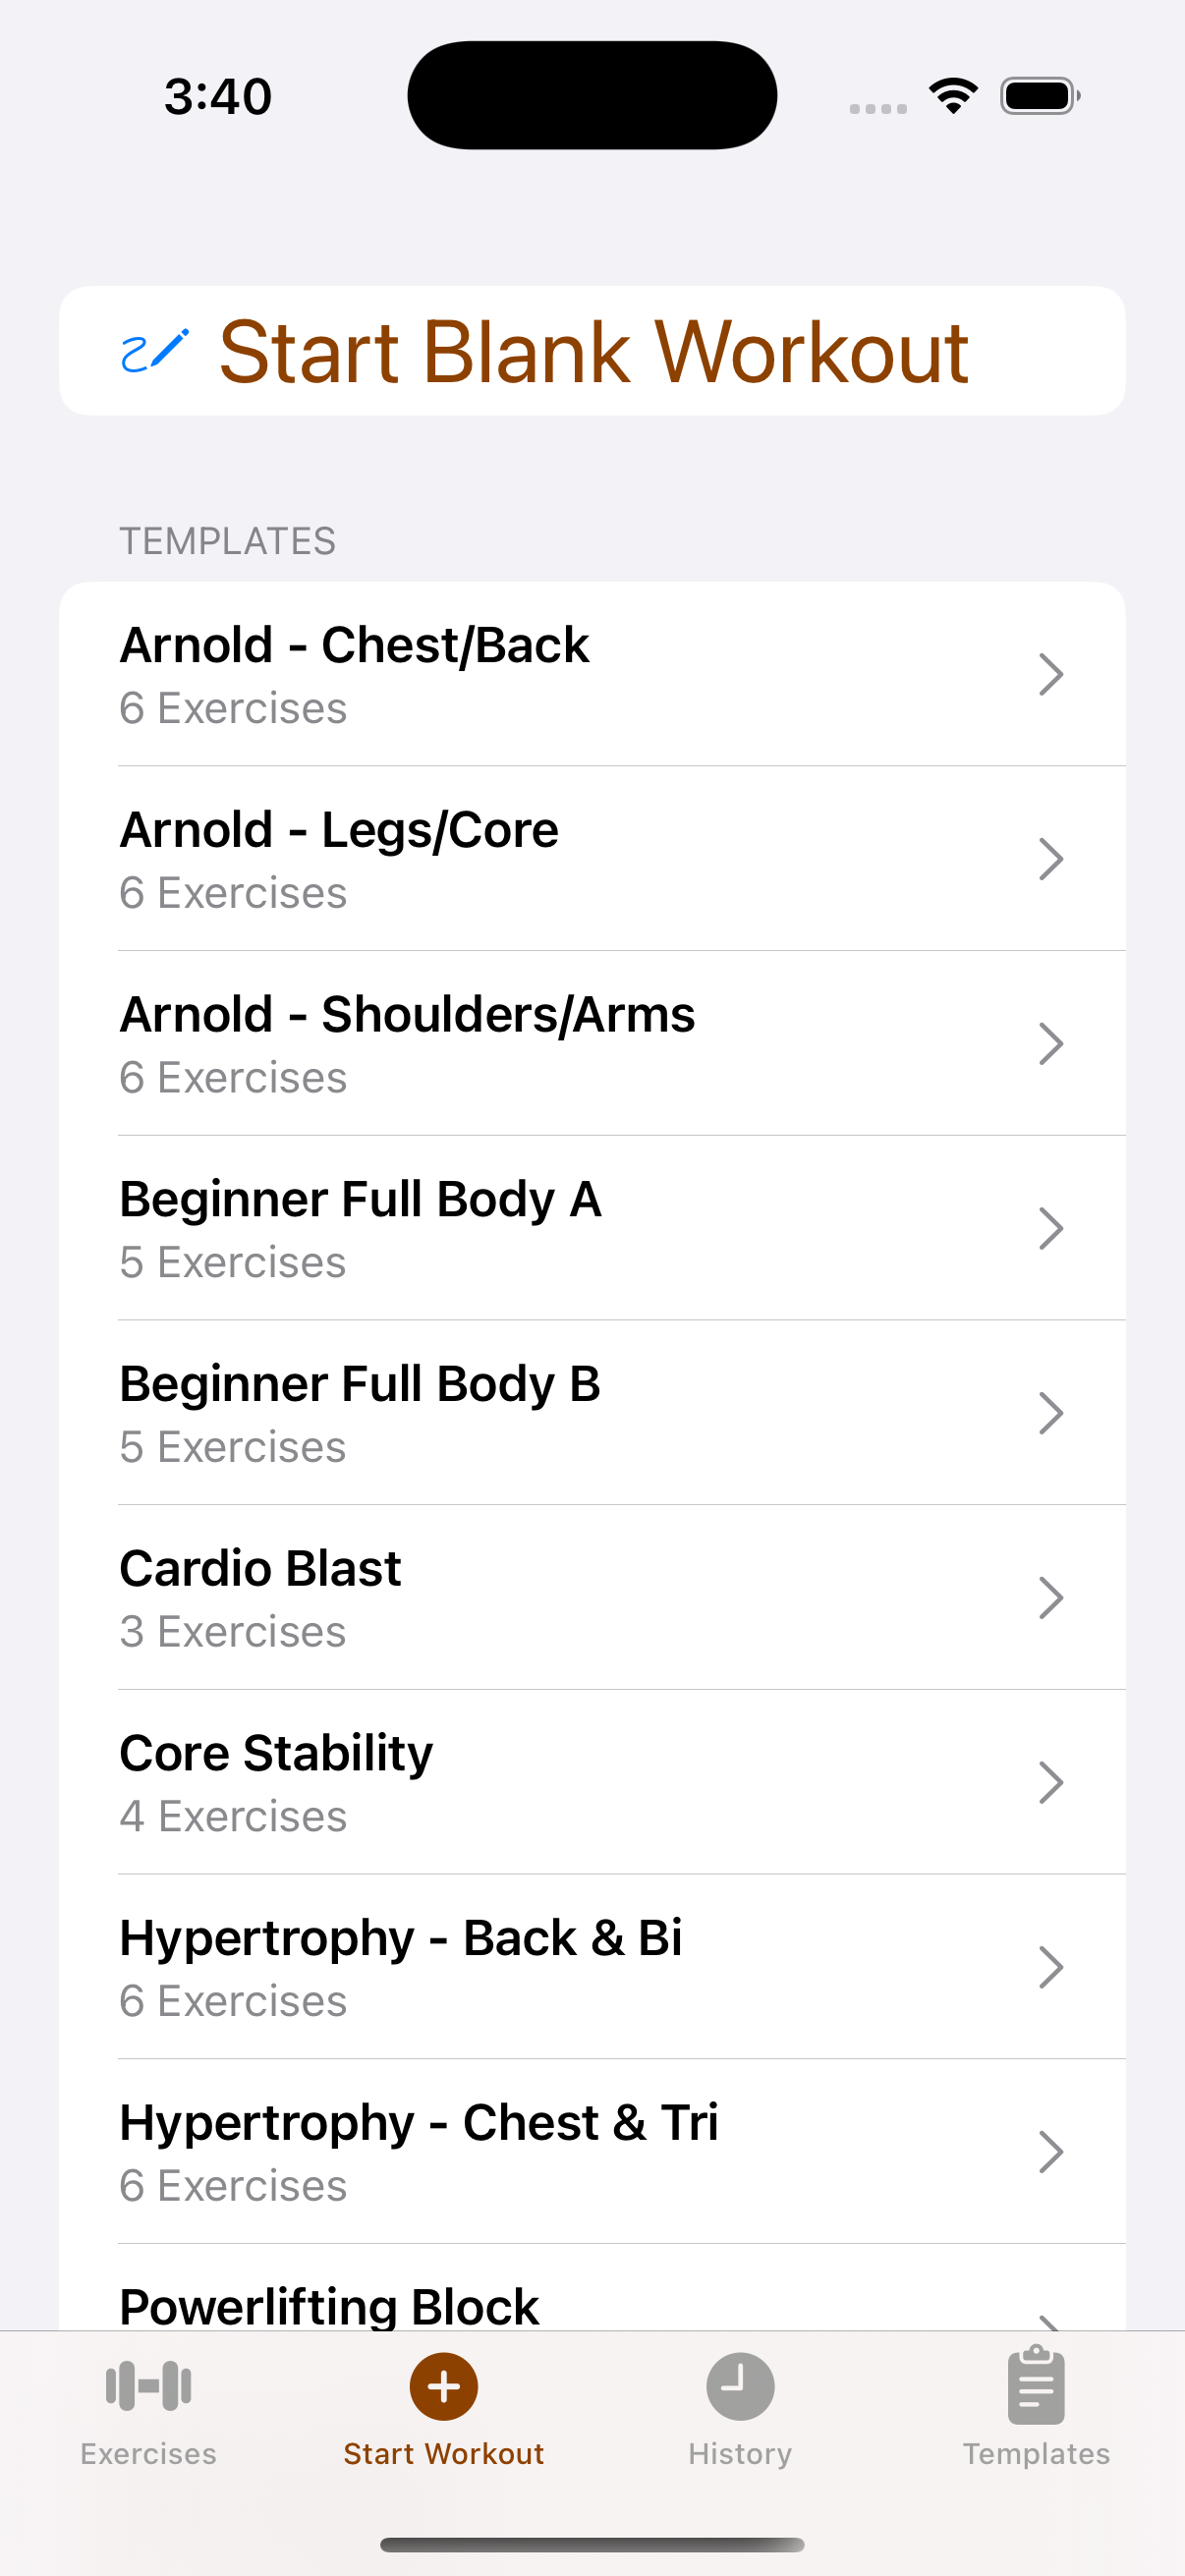 3:40
Start Blank Workout
TEMPLATES
Arnold - Chest/Back
6 Exercises
Arnold - Legs/Core
6 Exercises
Arnold - Shoulders/Arms
6 Exercises
Beginner Full Body A
5 Exercises
Beginner Full Body B
5 Exercises
Cardio Blast
3 Exercises
Core Stability
4 Exercises
Hypertrophy - Back & Bi
6 Exercises
Hypertrophy - Chest & Tri
6 Exercises
Powerlifting Block
Exercises
Start Workout
History
Templates